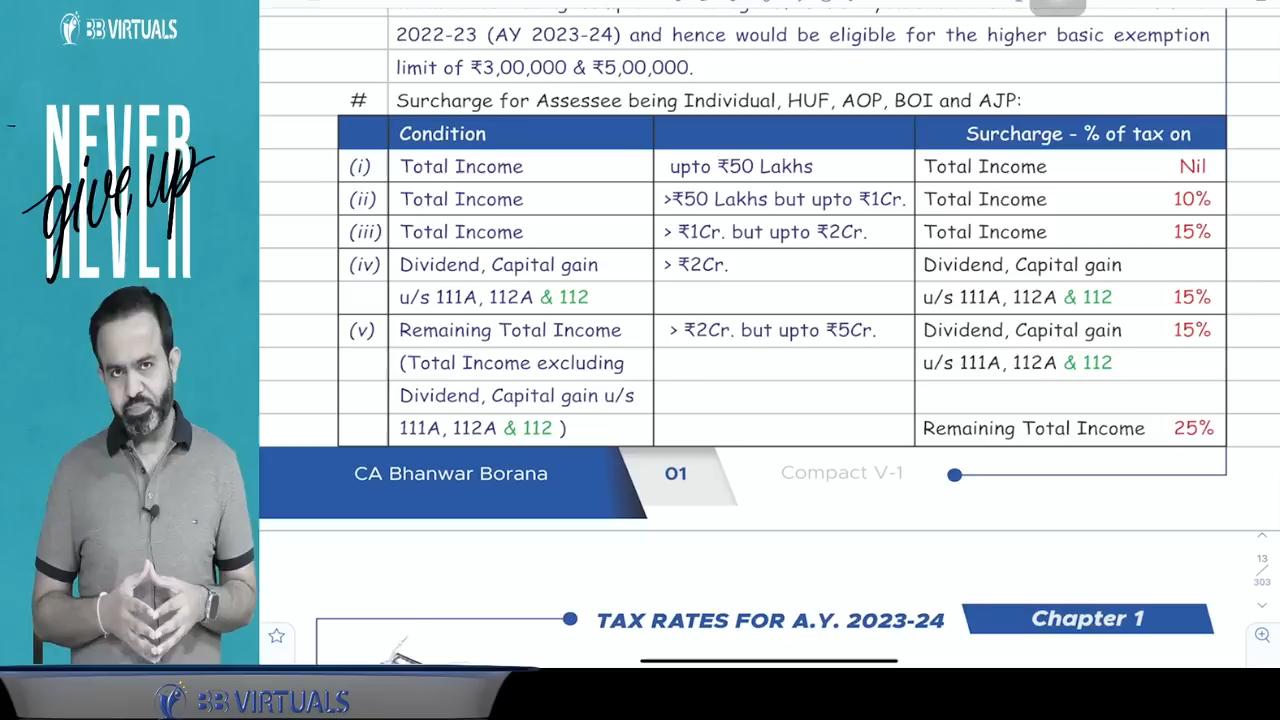 BB VIRTUALS
NEVER
give up
NEVER
2022-23 (AY 2023-24) and hence would be eligible for the higher basic exemption
limit of ₹3,00,000 & ₹5,00,000.
# Surcharge for Assessee being Individual, HUF, AOP, BOI and AJP:
Condition Surcharge - % of tax on
(i) Total Income upto ₹50 Lakhs Total Income Nil
(ii) Total Income >₹50 Lakhs but upto ₹1Cr. Total Income 10%
(iii) Total Income > ₹1Cr. but upto ₹2Cr. Total Income 15%
(iv) Dividend, Capital gain > ₹2Cr. Dividend, Capital gain
u/s 111A, 112A & 112 u/s 111A, 112A & 112 15%
(v) Remaining Total Income > ₹2Cr. but upto ₹5Cr. Dividend, Capital gain 15%
(Total Income excluding u/s 111A, 112A & 112
Dividend, Capital gain u/s
111A, 112A & 112 ) Remaining Total Income 25%
CA Bhanwar Borana 01 Compact V-1
13
/
303
TAX RATES FOR A.Y. 2023-24 Chapter 1
BB VIRTUALS